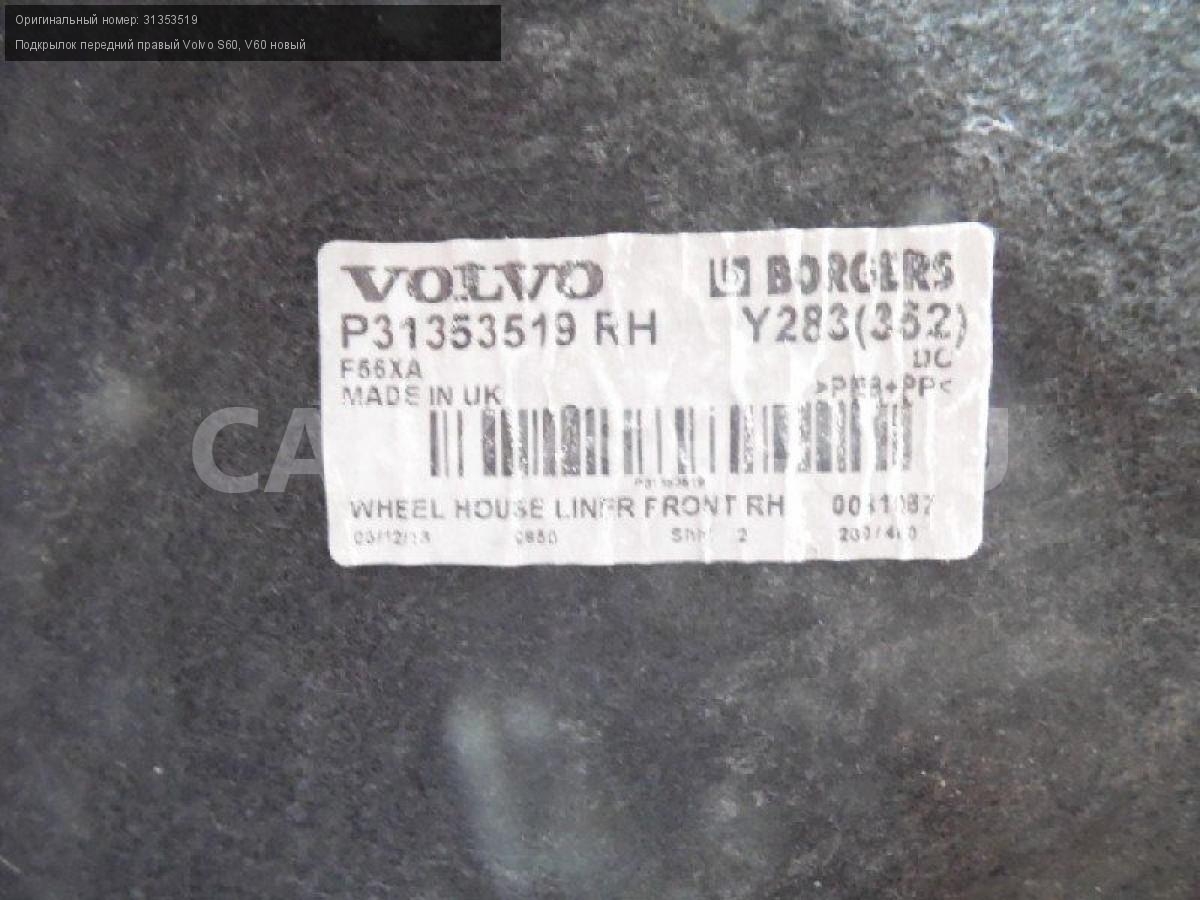 Оригинальный номер: 31353519
Подкрылок передний правый Volvo S60, V60 новый
VOLVO BORGERS
P31353519 RH Y283(352)
MADE IN UK
P31353519
WHEEL HOUSE LINER FRONT RH